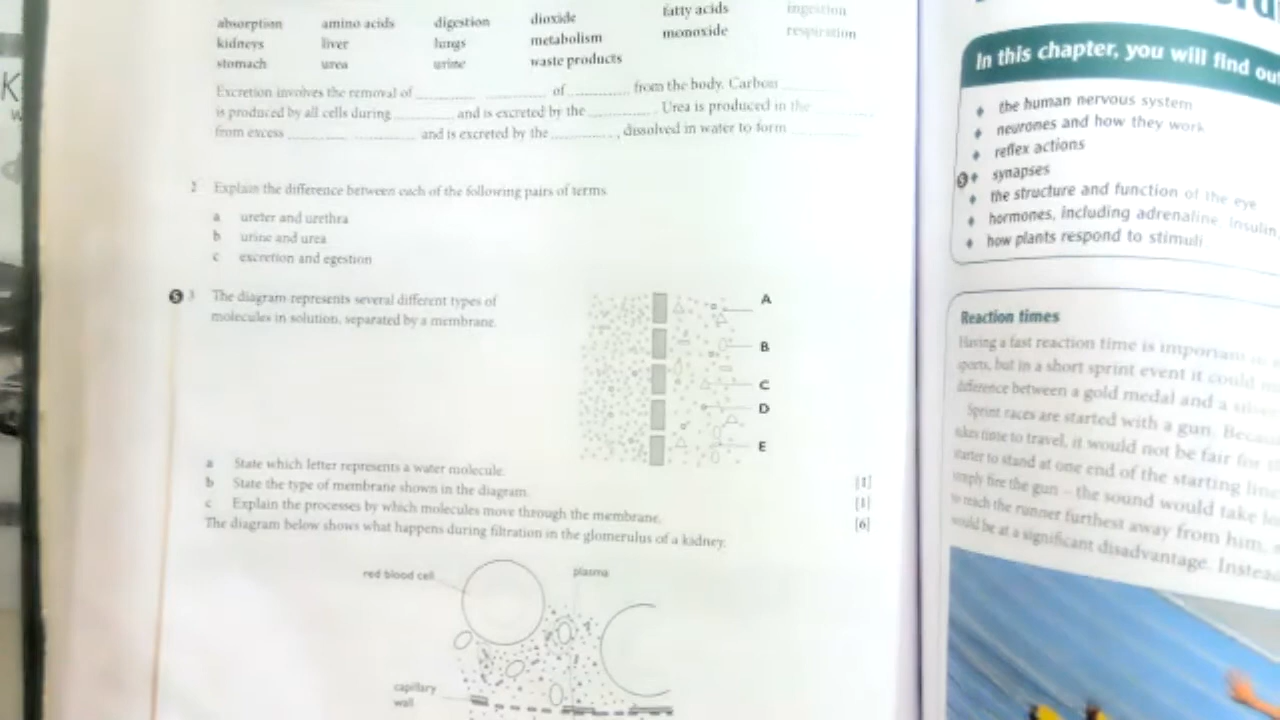 absorption amino acids digestion dioxide fatty acids ingestion
kidneys liver lungs metabolism monoxide respiration
stomach urea urine waste products
Excretion involves the removal of of from the body. Carbon
is produced by all cells during and is excreted by the Urea is produced in the
from excess and is excreted by the , dissolved in water to form
2 Explain the difference between each of the following pairs of terms
a ureter and urethra
b urine and urea
c excretion and egestion
S 3 The diagram represents several different types of
molecules in solution, separated by a membrane.
A
B
C
D
E
a State which letter represents a water molecule. [1]
b State the type of membrane shown in the diagram. [1]
c Explain the processes by which molecules move through the membrane. [6]
The diagram below shows what happens during filtration in the glomerulus of a kidney.
red blood cell
plasma
capillary
wall
In this chapter, you will find out
♦ the human nervous system
♦ neurones and how they work
♦ reflex actions
S ♦ synapses
♦ the structure and function of the eye
♦ hormones, including adrenaline, insulin,
♦ how plants respond to stimuli
Reaction times
Having a fast reaction time is important
sports, but in a short sprint event it could
difference between a gold medal and a silver
Sprint races are started with a gun.
takes time to travel, it would not be fair for
starter to stand at one end of the starting line
simply fire the gun – the sound would take
to reach the runner furthest away from him,
would be at a significant disadvantage. Instead